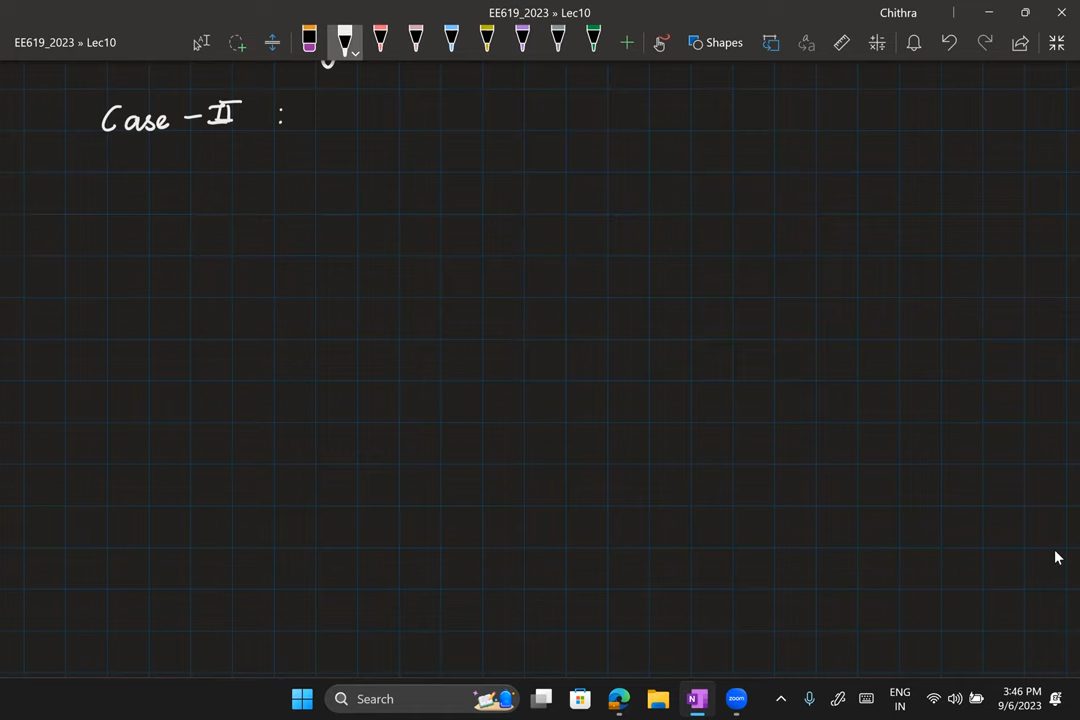 EE619_2023 » Lec10
Chithra
EE619_2023 » Lec10
Shapes
Case - II :
Search
ENG
IN
3:46 PM
9/6/2023